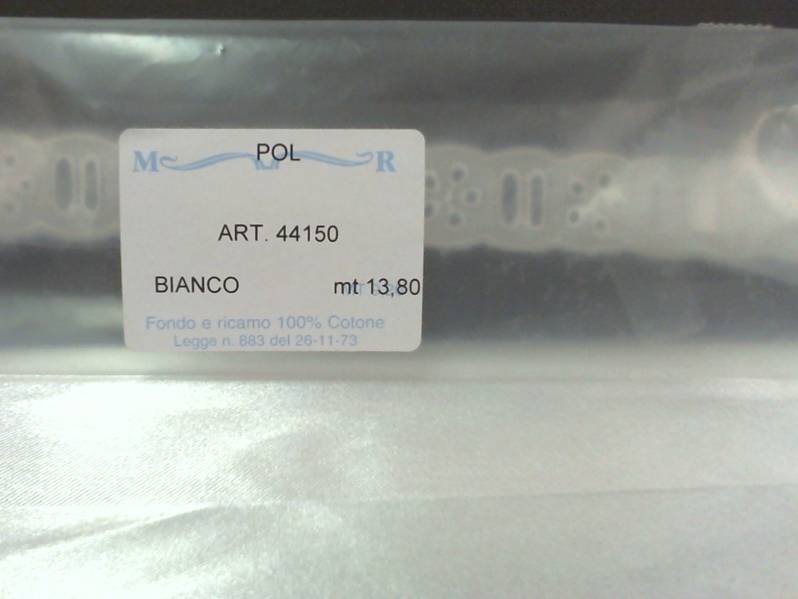 M POL R
ART. 44150
BIANCO mt 13,80
Fondo e ricamo 100% Cotone
Legge n. 883 del 26-11-73